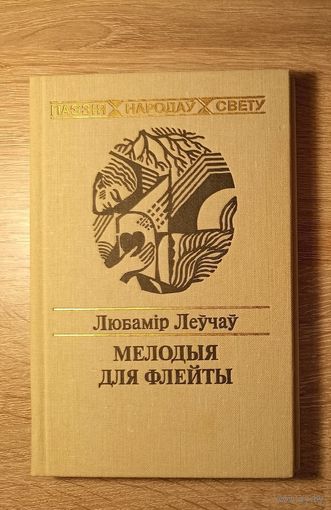 ПАЭЗІЯ НАРОДАЎ СВЕТУ
Любамір Леўчаў
МЕЛОДЫЯ
ДЛЯ ФЛЕЙТЫ